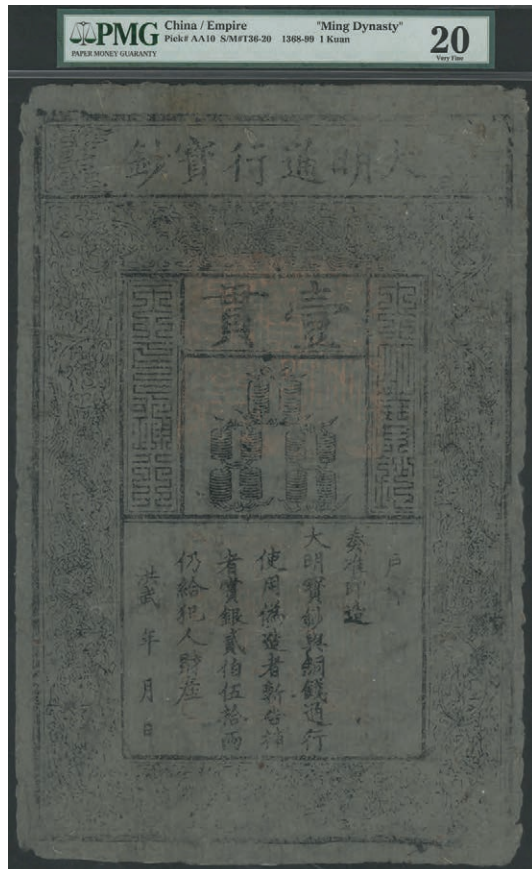 PMG
PAPER MONEY GUARANTY
China / Empire "Ming Dynasty"
Pick# AA10 S/M#T36-20 1368-99 1 Kuan
20
Very Fine
大明通行寶鈔
壹貫
戶部
奏准印造
大明寶鈔與銅錢通行
使用偽造者斬告捕
者賞銀貳伯伍拾兩
仍給犯人財產
洪武 年 月 日